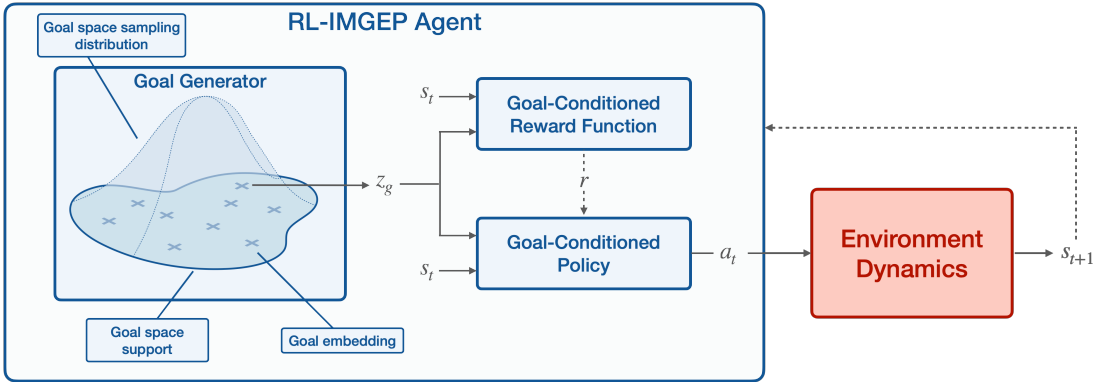 RL-IMGEP Agent
Goal space sampling
distribution
Goal Generator
s_t
Goal-Conditioned
Reward Function
z_g
r
Goal-Conditioned
Policy
s_t
a_t
Environment
Dynamics
s_{t+1}
Goal space
support
Goal embedding